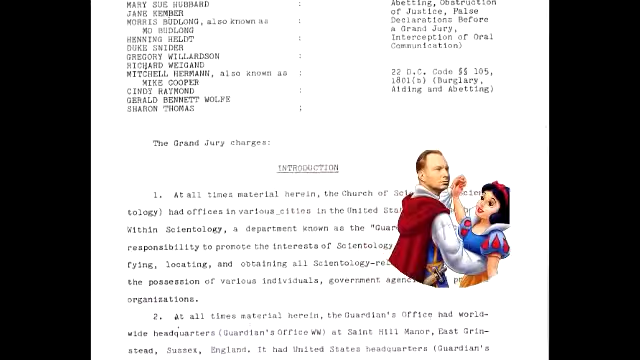 MARY SUE HUBBARD : Abetting, Obstruction
JANE KEMBER of Justice, False
MORRIS BUDLONG, also known as : Declarations Before
MO BUDLONG a Grand Jury,
HENNING HELDT : Interception of Oral
DUKE SNIDER Communication)
GREGORY WILLARDSON :
RICHARD WEIGAND
MITCHELL HERMANN, also known as : 22 D.C. Code §§ 105,
MIKE COOPER 1801(b) (Burglary,
CINDY RAYMOND : Aiding and Abetting)
GERALD BENNETT WOLFE
SHARON THOMAS :
The Grand Jury charges:
INTRODUCTION
1. At all times material herein, the Church of
tology) had offices in various cities in the United
Within Scientology, a department known as the
responsibility to promote the interests of Scientology
fying, locating, and obtaining all
the possession of various individuals, government
organizations.
2. At all times material herein, the Guardian's Office had world-
wide headquarters (Guardian's Office WW) at Saint Hill Manor, East Grin-
stead, Sussex, England. It had United States headquarters (Guardian's